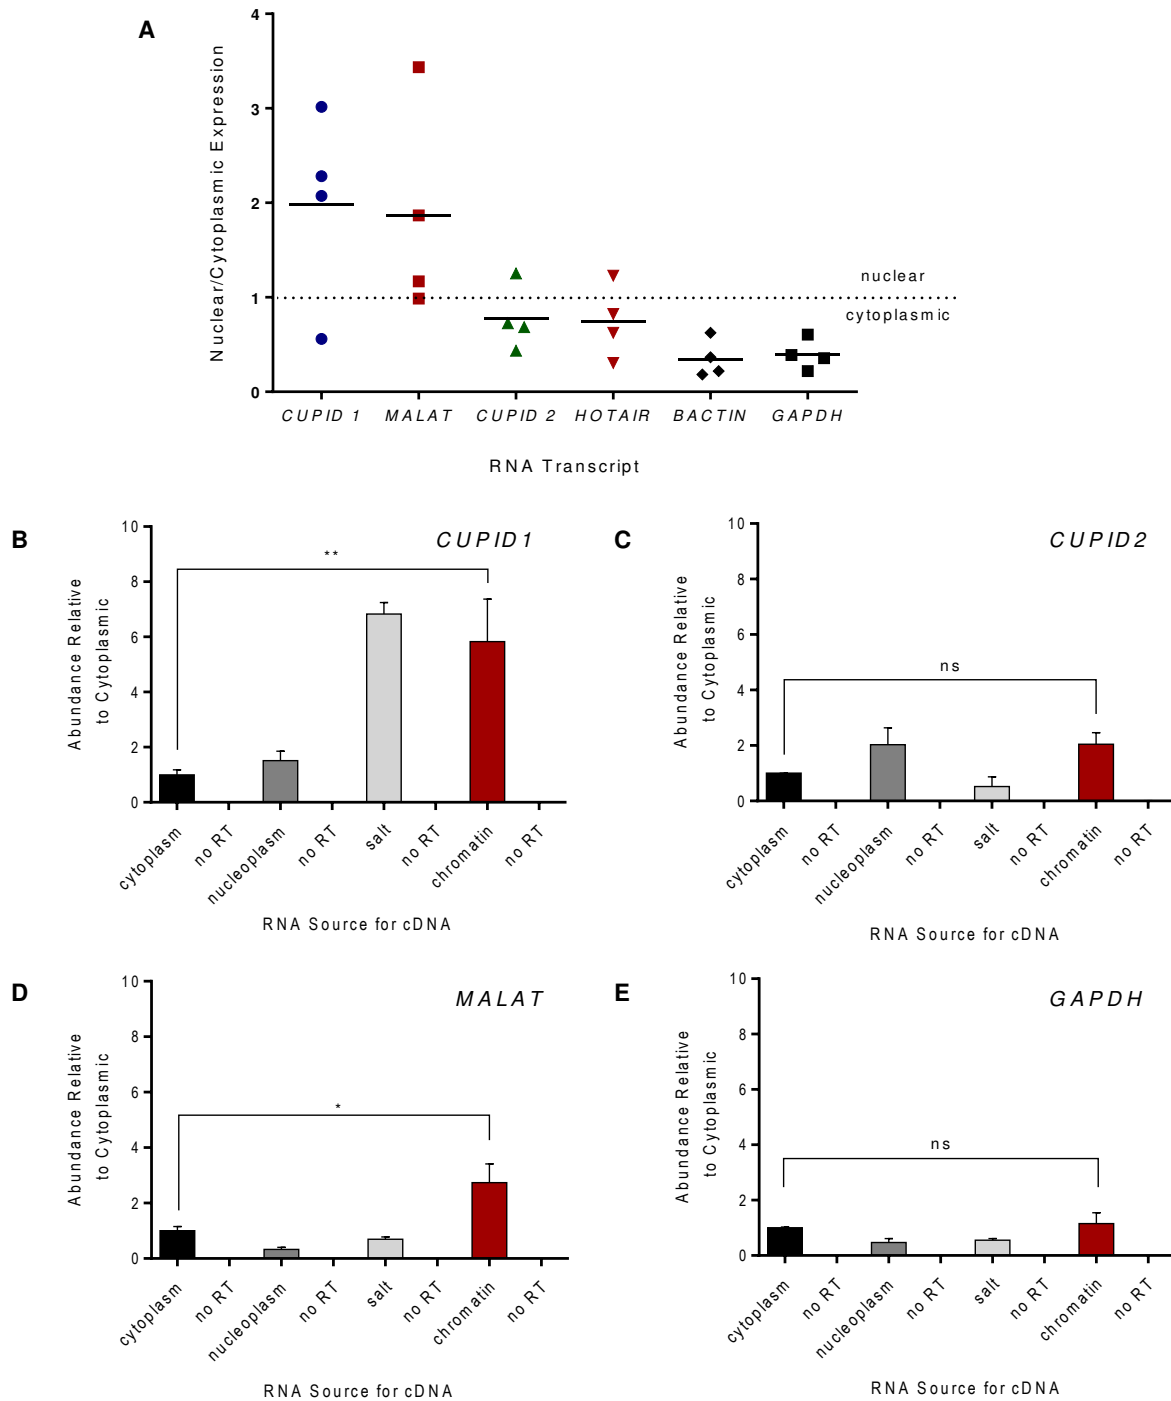 A
Nuclear/Cytoplasmic Expression
4
3
2
1
0
nuclear
cytoplasmic
CUPID 1 MALAT CUPID 2 HOTAIR BACTIN GAPDH
RNA Transcript
B
CUPID1
Abundance Relative
to Cytoplasmic
10
8
6
4
2
0
**
cytoplasm no RT nucleoplasm no RT salt no RT chromatin no RT
RNA Source for cDNA
C
CUPID2
Abundance Relative
to Cytoplasmic
10
8
6
4
2
0
ns
cytoplasm no RT nucleoplasm no RT salt no RT chromatin no RT
RNA Source for cDNA
D
MALAT
Abundance Relative
to Cytoplasmic
10
8
6
4
2
0
*
cytoplasm no RT nucleoplasm no RT salt no RT chromatin no RT
RNA Source for cDNA
E
GAPDH
Abundance Relative
to Cytoplasmic
10
8
6
4
2
0
ns
cytoplasm no RT nucleoplasm no RT salt no RT chromatin no RT
RNA Source for cDNA